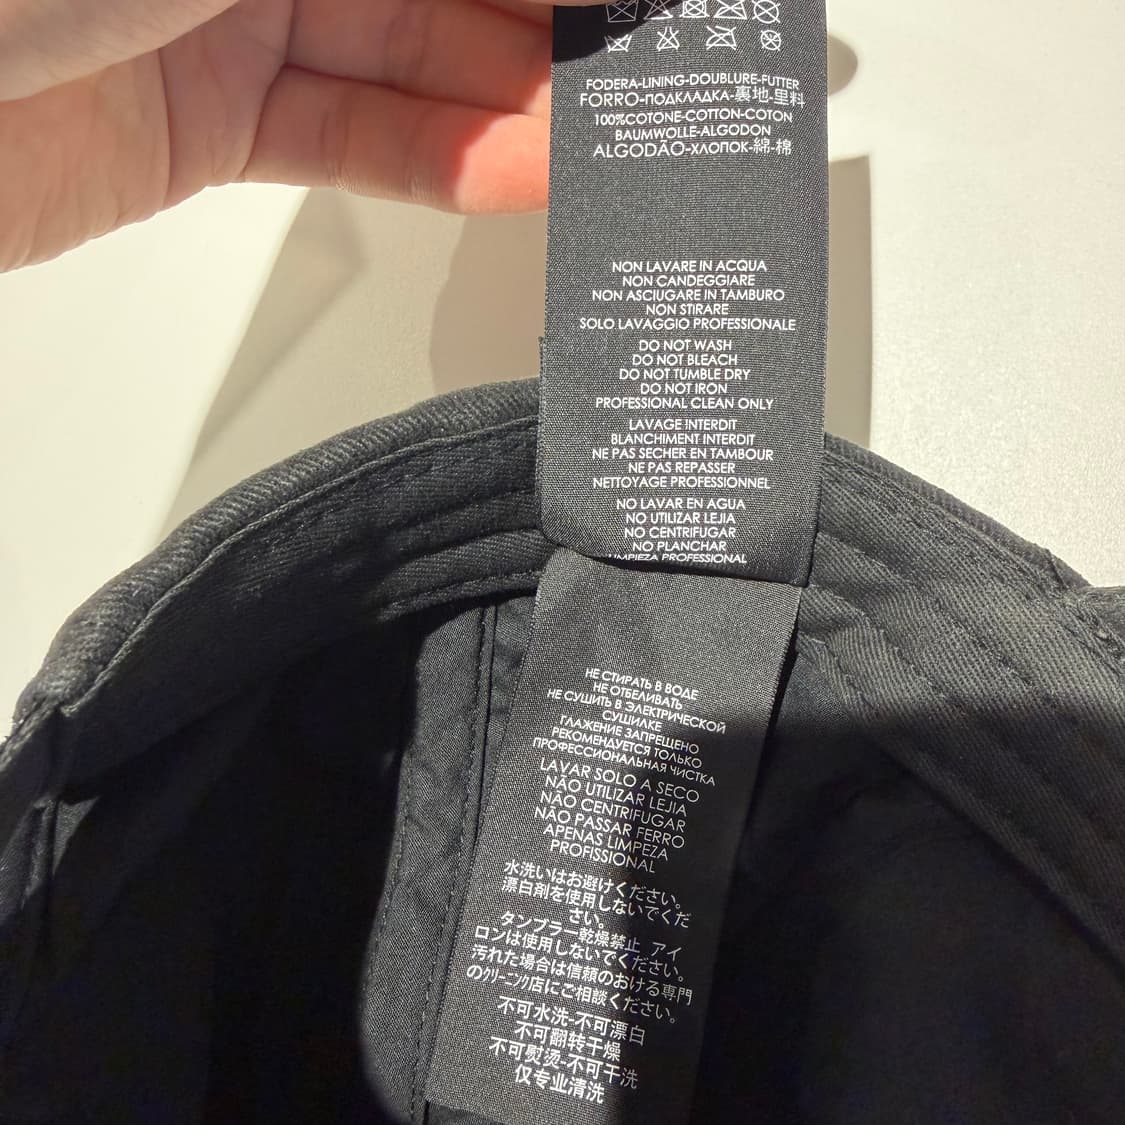 FODERA-LINING-DOUBLURE-FUTTER
FORRO-ПОДКЛАДКА-裏地-里料
100%COTONE-COTTON-COTON
BAUMWOLLE-ALGODON
ALGODÃO-ХЛОПОК-綿-棉
NON LAVARE IN ACQUA
NON CANDEGGIARE
NON ASCIUGARE IN TAMBURO
NON STIRARE
SOLO LAVAGGIO PROFESSIONALE
DO NOT WASH
DO NOT BLEACH
DO NOT TUMBLE DRY
DO NOT IRON
PROFESSIONAL CLEAN ONLY
LAVAGE INTERDIT
BLANCHIMENT INTERDIT
NE PAS SECHER EN TAMBOUR
NE PAS REPASSER
NETTOYAGE PROFESSIONNEL
NO LAVAR EN AGUA
NO UTILIZAR LEJIA
NO CENTRIFUGAR
NO PLANCHAR
LIMPIEZA PROFESSIONAL
НЕ СТИРАТЬ В ВОДЕ
НЕ ОТБЕЛИВАТЬ
НЕ СУШИТЬ В ЭЛЕКТРИЧЕСКОЙ
СУШИЛКЕ
ГЛАЖЕНИЕ ЗАПРЕЩЕНО
РЕКОМЕНДУЕТСЯ ТОЛЬКО
ПРОФЕССИОНАЛЬНАЯ ЧИСТКА
LAVAR SOLO A SECO
NÃO UTILIZAR LEJIA
NÃO CENTRIFUGAR
NÃO PASSAR FERRO
APENAS LIMPEZA
PROFISSIONAL
水洗いはお避けください。
漂白剤を使用しないでくだ
さい。
タンブラー乾燥禁止 アイ
ロンは使用しないでください。
汚れた場合は信頼のおける専門
のクリーニング店にご相談ください。
不可水洗-不可漂白
不可翻转干燥
不可熨烫-不可干洗
仅专业清洗